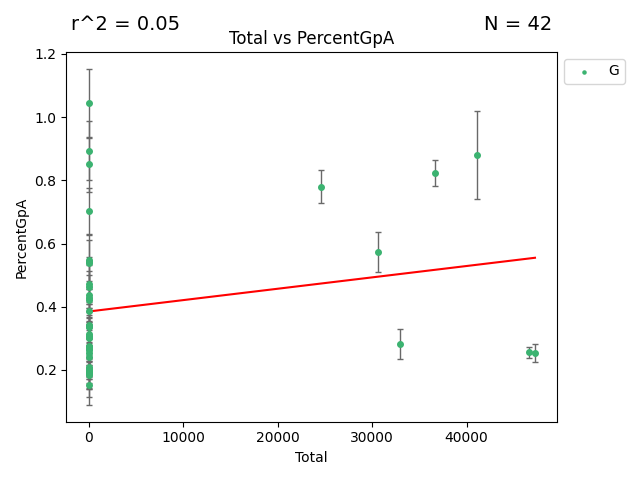 r^2 = 0.05
N = 42
Total vs PercentGpA
G
1.2
1.0
0.8
0.6
0.4
0.2
PercentGpA
0 10000 20000 30000 40000
Total